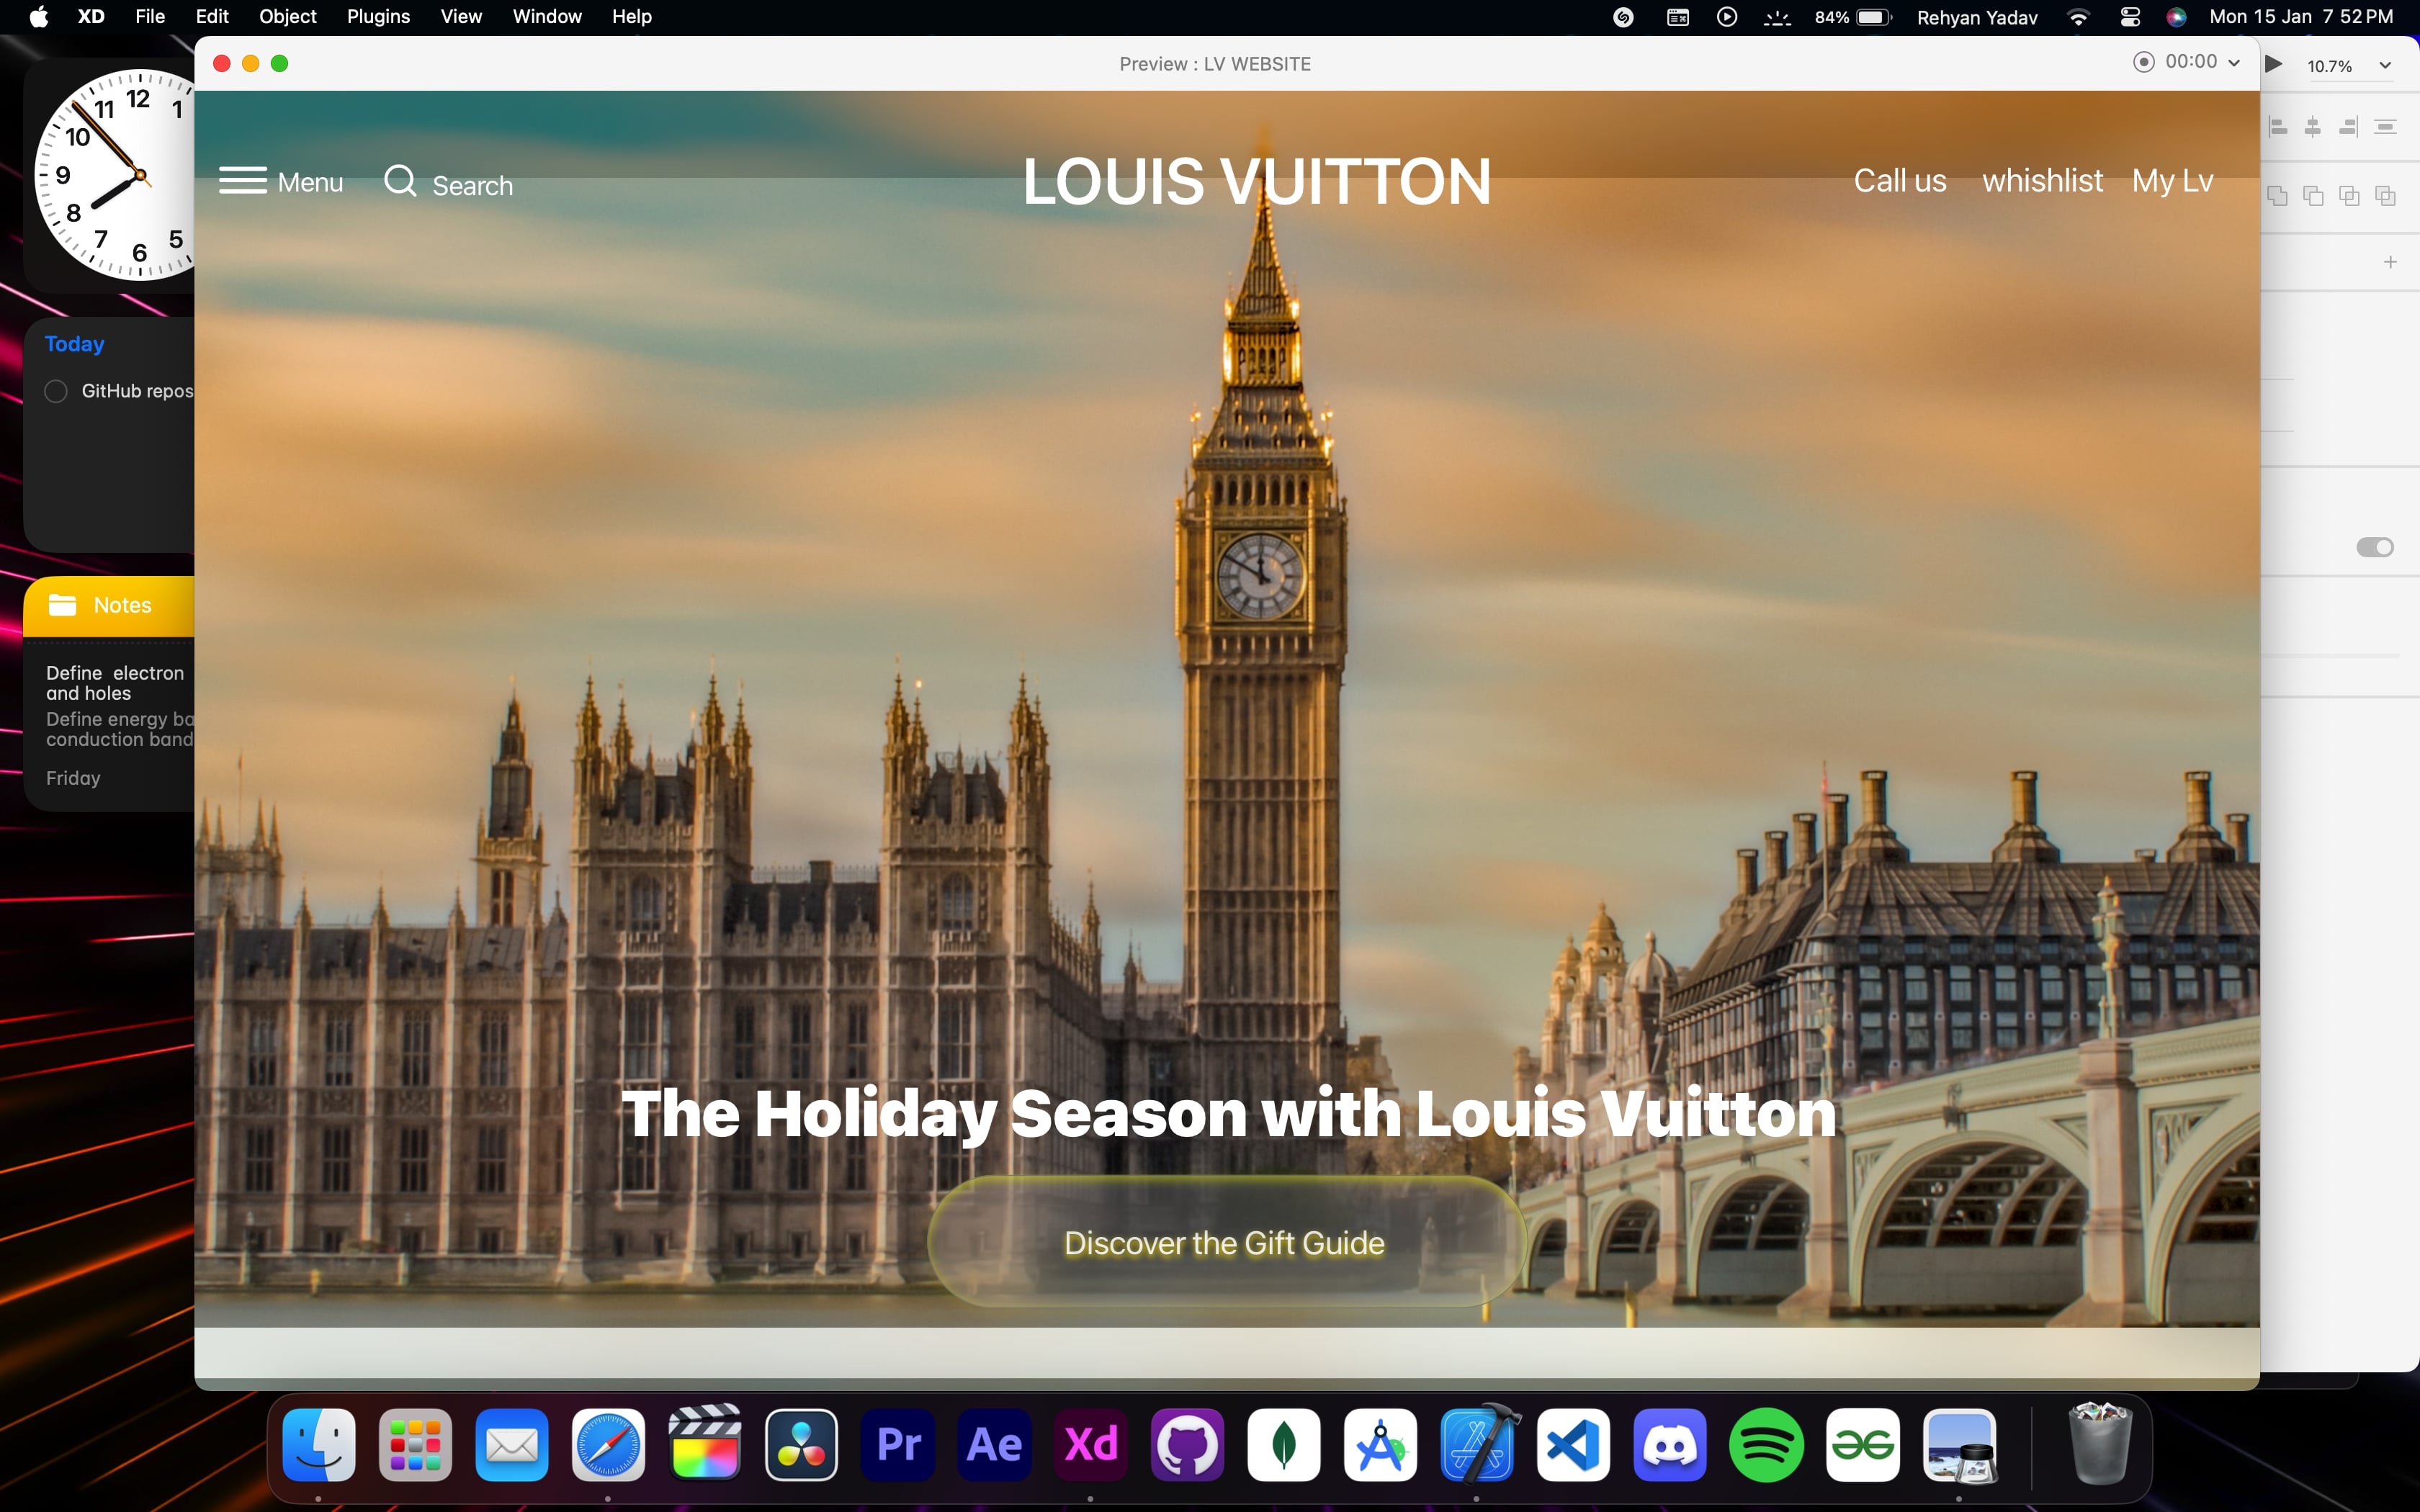 XD File Edit Object Plugins View Window Help 84% Rehyan Yadav Mon 15 Jan 7 52 PM
Preview : LV WEBSITE 00:00
10.7%
12
11 1
10
9
8
7 5
6
Menu Search LOUIS VUITTON Call us whishlist My Lv
Today
GitHub repos
Notes
Define electron
and holes
Define energy ba
conduction band
Friday
The Holiday Season with Louis Vuitton
Discover the Gift Guide
Pr Ae Xd